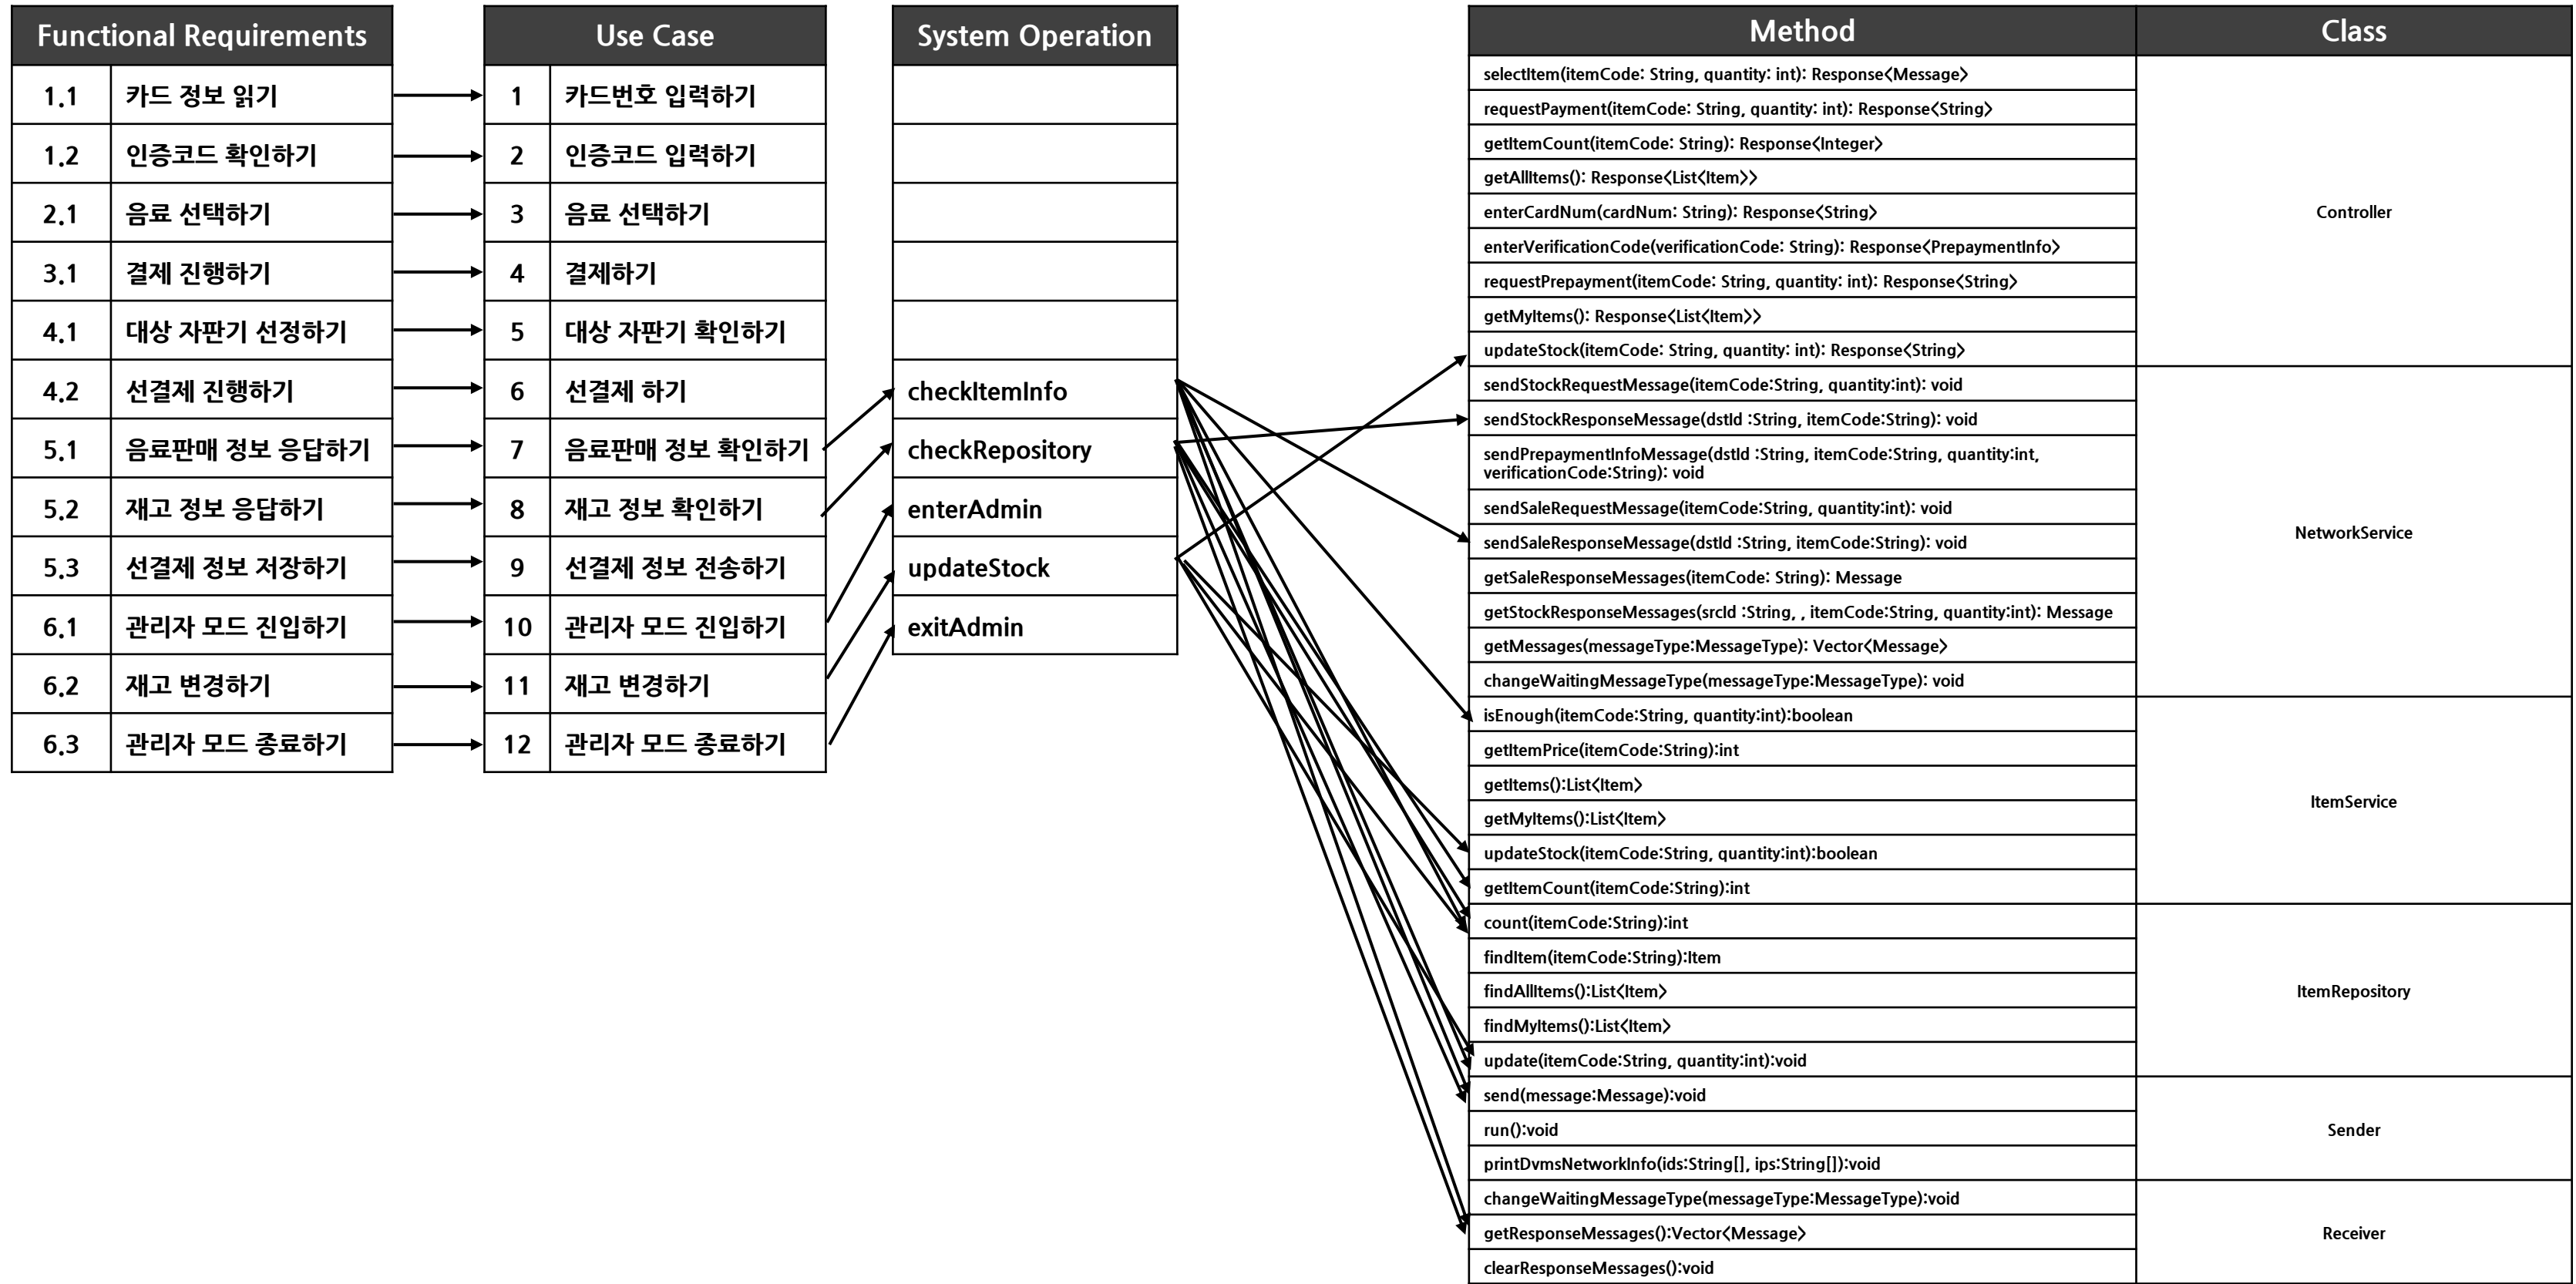 Functional Requirements
1.1 카드 정보 읽기
1.2 인증코드 확인하기
2.1 음료 선택하기
3.1 결제 진행하기
4.1 대상 자판기 선정하기
4.2 선결제 진행하기
5.1 음료판매 정보 응답하기
5.2 재고 정보 응답하기
5.3 선결제 정보 저장하기
6.1 관리자 모드 진입하기
6.2 재고 변경하기
6.3 관리자 모드 종료하기
Use Case
1 카드번호 입력하기
2 인증코드 입력하기
3 음료 선택하기
4 결제하기
5 대상 자판기 확인하기
6 선결제 하기
7 음료판매 정보 확인하기
8 재고 정보 확인하기
9 선결제 정보 전송하기
10 관리자 모드 진입하기
11 재고 변경하기
12 관리자 모드 종료하기
System Operation
checkItemInfo
checkRepository
enterAdmin
updateStock
exitAdmin
Method Class
selectItem(itemCode: String, quantity: int): Response<Message>
requestPayment(itemCode: String, quantity: int): Response<String>
getItemCount(itemCode: String): Response<Integer>
getAllItems(): Response<List<Item>>
enterCardNum(cardNum: String): Response<String>
enterVerificationCode(verificationCode: String): Response<PrepaymentInfo>
requestPrepayment(itemCode: String, quantity: int): Response<String>
getMyItems(): Response<List<Item>>
updateStock(itemCode: String, quantity: int): Response<String>
Controller
sendStockRequestMessage(itemCode:String, quantity:int): void
sendStockResponseMessage(dstId :String, itemCode:String): void
sendPrepaymentInfoMessage(dstId :String, itemCode:String, quantity:int,
verificationCode:String): void
sendSaleRequestMessage(itemCode:String, quantity:int): void
sendSaleResponseMessage(dstId :String, itemCode:String): void
getSaleResponseMessages(itemCode: String): Message
getStockResponseMessages(srcId :String, , itemCode:String, quantity:int): Message
getMessages(messageType:MessageType): Vector<Message>
changeWaitingMessageType(messageType:MessageType): void
NetworkService
isEnough(itemCode:String, quantity:int):boolean
getItemPrice(itemCode:String):int
getItems():List<Item>
getMyItems():List<Item>
updateStock(itemCode:String, quantity:int):boolean
getItemCount(itemCode:String):int
ItemService
count(itemCode:String):int
findItem(itemCode:String):Item
findAllItems():List<Item>
findMyItems():List<Item>
update(itemCode:String, quantity:int):void
ItemRepository
send(message:Message):void
run():void
printDvmsNetworkInfo(ids:String[], ips:String[]):void
Sender
changeWaitingMessageType(messageType:MessageType):void
getResponseMessages():Vector<Message>
clearResponseMessages():void
Receiver